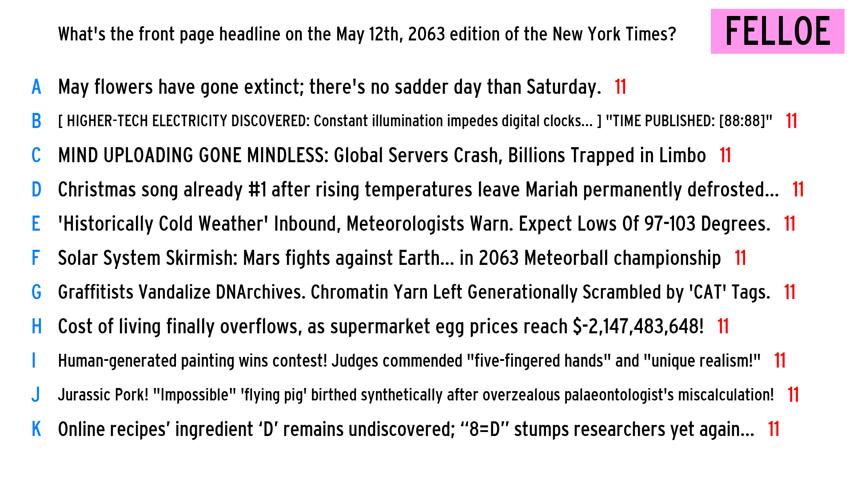 What's the front page headline on the May 12th, 2063 edition of the New York Times?
FELLOE
A May flowers have gone extinct; there's no sadder day than Saturday. 11
B [ HIGHER-TECH ELECTRICITY DISCOVERED: Constant illumination impedes digital clocks... ] "TIME PUBLISHED: [88:88]" 11
C MIND UPLOADING GONE MINDLESS: Global Servers Crash, Billions Trapped in Limbo 11
D Christmas song already #1 after rising temperatures leave Mariah permanently defrosted... 11
E 'Historically Cold Weather' Inbound, Meteorologists Warn. Expect Lows Of 97-103 Degrees. 11
F Solar System Skirmish: Mars fights against Earth... in 2063 Meteorball championship 11
G Graffitists Vandalize DNArchives. Chromatin Yarn Left Generationally Scrambled by 'CAT' Tags. 11
H Cost of living finally overflows, as supermarket egg prices reach $-2,147,483,648! 11
I Human-generated painting wins contest! Judges commended "five-fingered hands" and "unique realism!" 11
J Jurassic Pork! "Impossible" 'flying pig' birthed synthetically after overzealous palaeontologist's miscalculation! 11
K Online recipes’ ingredient ‘D’ remains undiscovered; “8=D” stumps researchers yet again... 11